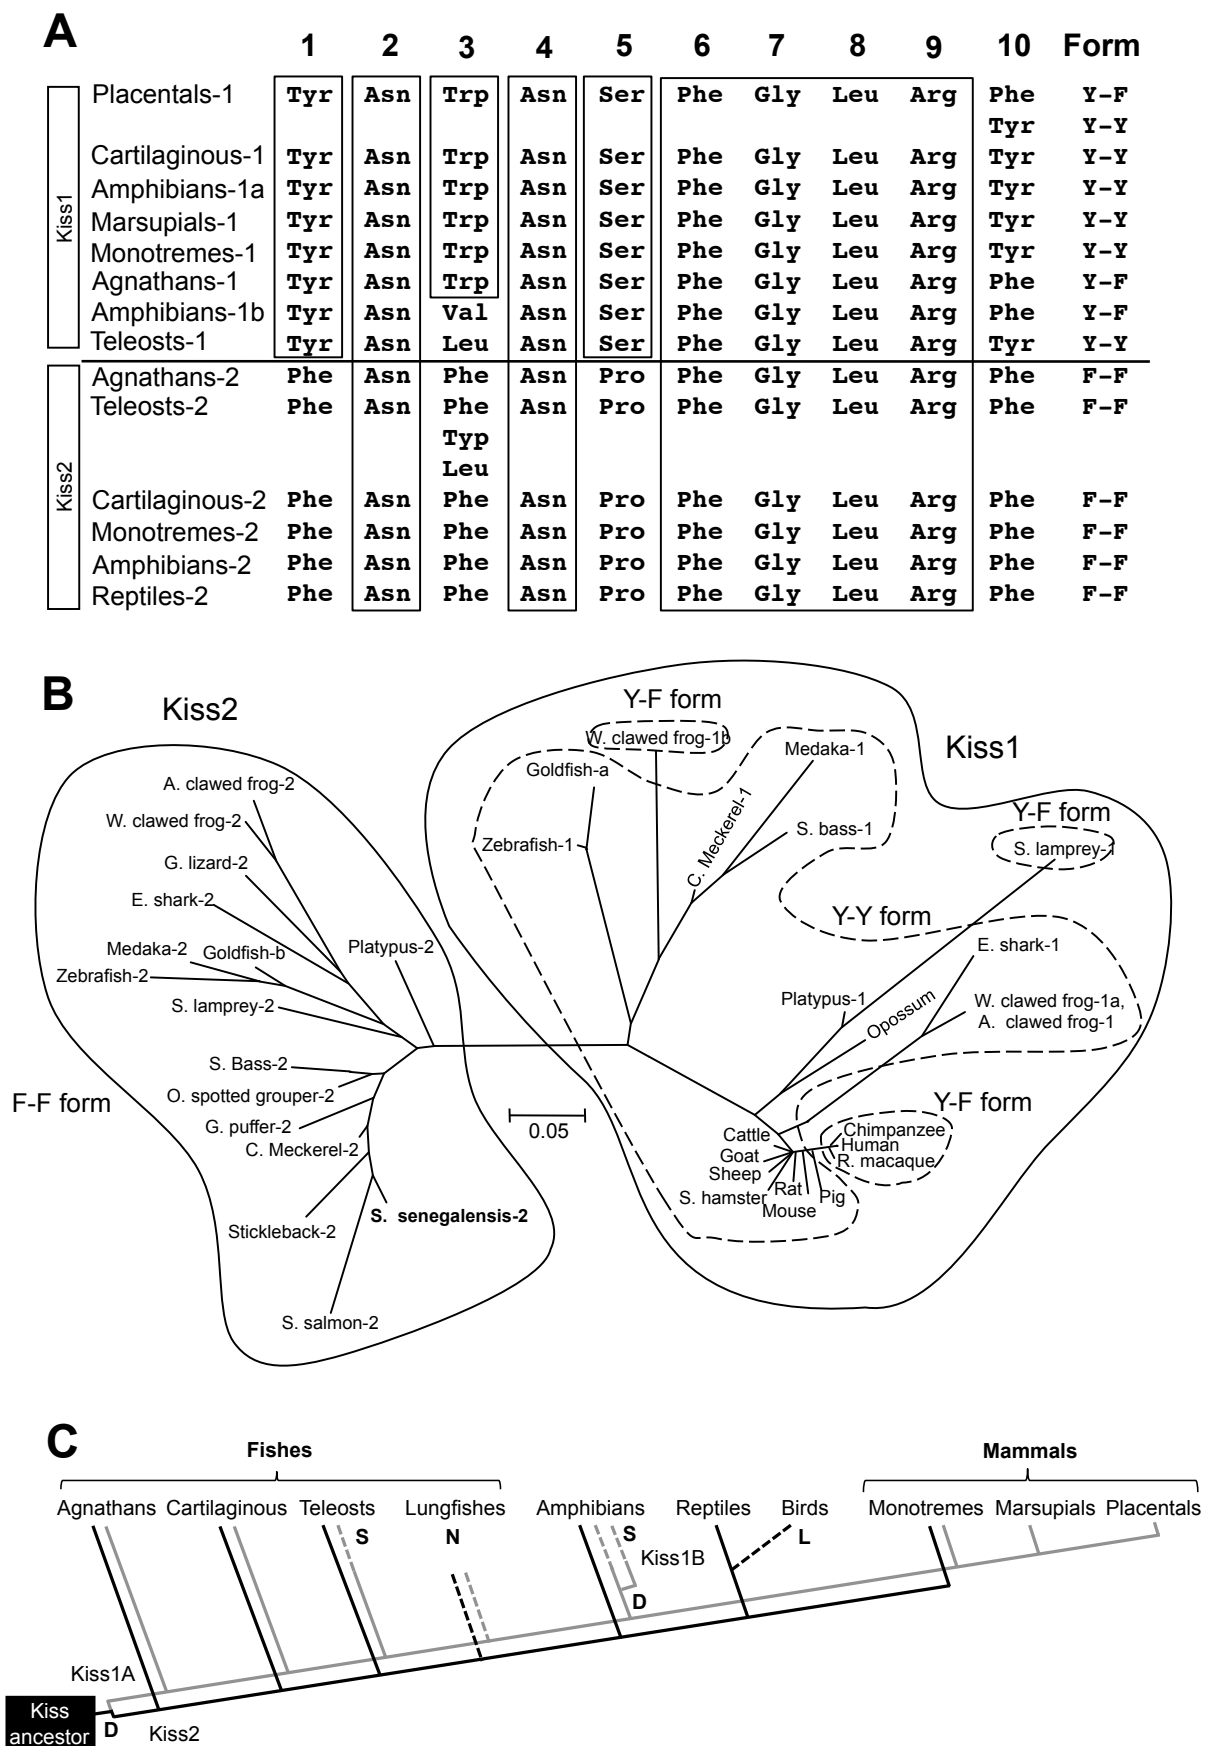 A
1 2 3 4 5 6 7 8 9 10 Form
Kiss1
Placentals-1 Tyr Asn Trp Asn Ser Phe Gly Leu Arg Phe Y-F
Tyr Y-Y
Cartilaginous-1 Tyr Asn Trp Asn Ser Phe Gly Leu Arg Tyr Y-Y
Amphibians-1a Tyr Asn Trp Asn Ser Phe Gly Leu Arg Tyr Y-Y
Marsupials-1 Tyr Asn Trp Asn Ser Phe Gly Leu Arg Tyr Y-Y
Monotremes-1 Tyr Asn Trp Asn Ser Phe Gly Leu Arg Tyr Y-Y
Agnathans-1 Tyr Asn Trp Asn Ser Phe Gly Leu Arg Phe Y-F
Amphibians-1b Tyr Asn Val Asn Ser Phe Gly Leu Arg Phe Y-F
Teleosts-1 Tyr Asn Leu Asn Ser Phe Gly Leu Arg Tyr Y-Y
Kiss2
Agnathans-2 Phe Asn Phe Asn Pro Phe Gly Leu Arg Phe F-F
Teleosts-2 Phe Asn Phe Asn Pro Phe Gly Leu Arg Phe F-F
Typ
Leu
Cartilaginous-2 Phe Asn Phe Asn Pro Phe Gly Leu Arg Phe F-F
Monotremes-2 Phe Asn Phe Asn Pro Phe Gly Leu Arg Phe F-F
Amphibians-2 Phe Asn Phe Asn Pro Phe Gly Leu Arg Phe F-F
Reptiles-2 Phe Asn Phe Asn Pro Phe Gly Leu Arg Phe F-F
B
Kiss2
A. clawed frog-2
W. clawed frog-2
G. lizard-2
E. shark-2
Medaka-2
Goldfish-b
Platypus-2
Zebrafish-2
S. lamprey-2
S. Bass-2
O. spotted grouper-2
F-F form
G. puffer-2
C. Meckerel-2
S. senegalensis-2
Stickleback-2
S. salmon-2
0.05
Kiss1
Y-F form
W. clawed frog-1b
Medaka-1
Goldfish-a
Zebrafish-1
C. Meckerel-1
S. bass-1
Y-F form
S. lamprey-1
Y-Y form
E. shark-1
Platypus-1
Opossum
W. clawed frog-1a,
A. clawed frog-1
Y-F form
Cattle
Goat
Sheep
S. hamster
Rat
Mouse
Pig
Chimpanzee
Human
R. macaque
C
Fishes Mammals
Agnathans Cartilaginous Teleosts Lungfishes Amphibians Reptiles Birds Monotremes Marsupials Placentals
S N S L
Kiss1B
D
Kiss1A
Kiss
ancestor
D
Kiss2